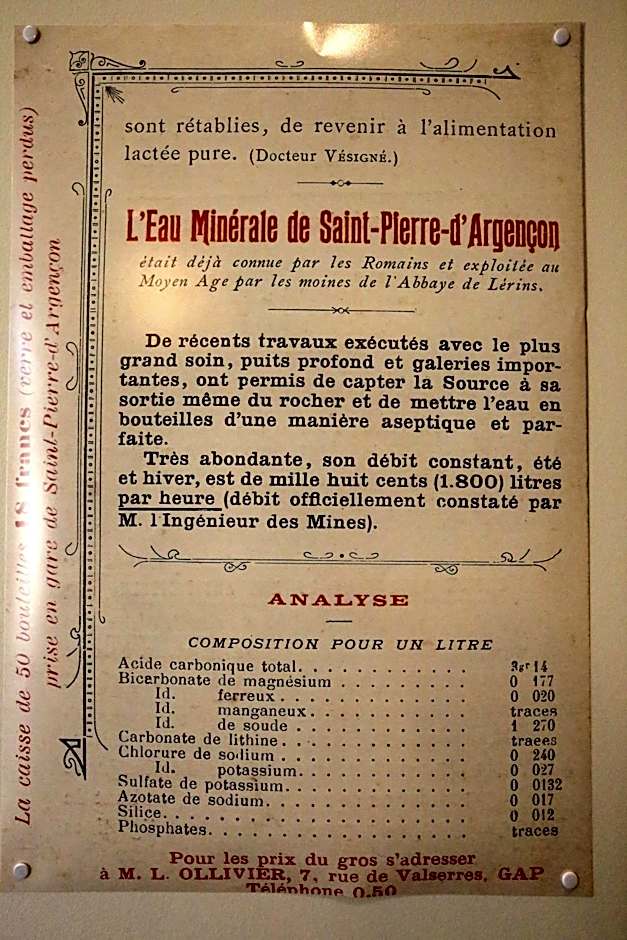 La caisse de 50 bouteilles 18 francs (verre et emballage perdus)
prise en gare de Saint-Pierre-d'Argençon
sont rétablies, de revenir à l'alimentation
lactée pure. (Docteur VÉSIGNÉ.)
L'Eau Minérale de Saint-Pierre-d'Argençon
était déjà connue par les Romains et exploitée au
Moyen Age par les moines de l'Abbaye de Lérins.
De récents travaux exécutés avec le plus
grand soin, puits profond et galeries impor-
tantes, ont permis de capter la Source à sa
sortie même du rocher et de mettre l'eau en
bouteilles d'une manière aseptique et par-
faite.
Très abondante, son débit constant, été
et hiver, est de mille huit cents (1.800) litres
par heure (débit officiellement constaté par
M. l'Ingénieur des Mines).
ANALYSE
COMPOSITION POUR UN LITRE
Acide carbonique total. . . . . . . . . . . . 3gr 14
Bicarbonate de magnésium . . . . . . . . . 0 177
Id. ferreux . . . . . . . . . . . . . 0 020
Id. manganeux . . . . . . . . . . . traces
Id. de soude . . . . . . . . . . . . 1 270
Carbonate de lithine . . . . . . . . . . . . . traees
Chlorure de sodium . . . . . . . . . . . . . 0 240
Id. potassium. . . . . . . . . . . . 0 027
Sulfate de potassium. . . . . . . . . . . . . 0 0132
Azotate de sodium. . . . . . . . . . . . . . 0 017
Silice. . . . . . . . . . . . . . . . . . . . . 0 012
Phosphates. . . . . . . . . . . . . . . . . . traces
Pour les prix du gros s'adresser
à M. L. OLLIVIER, 7, rue de Valserres, GAP
Téléphone 0.50